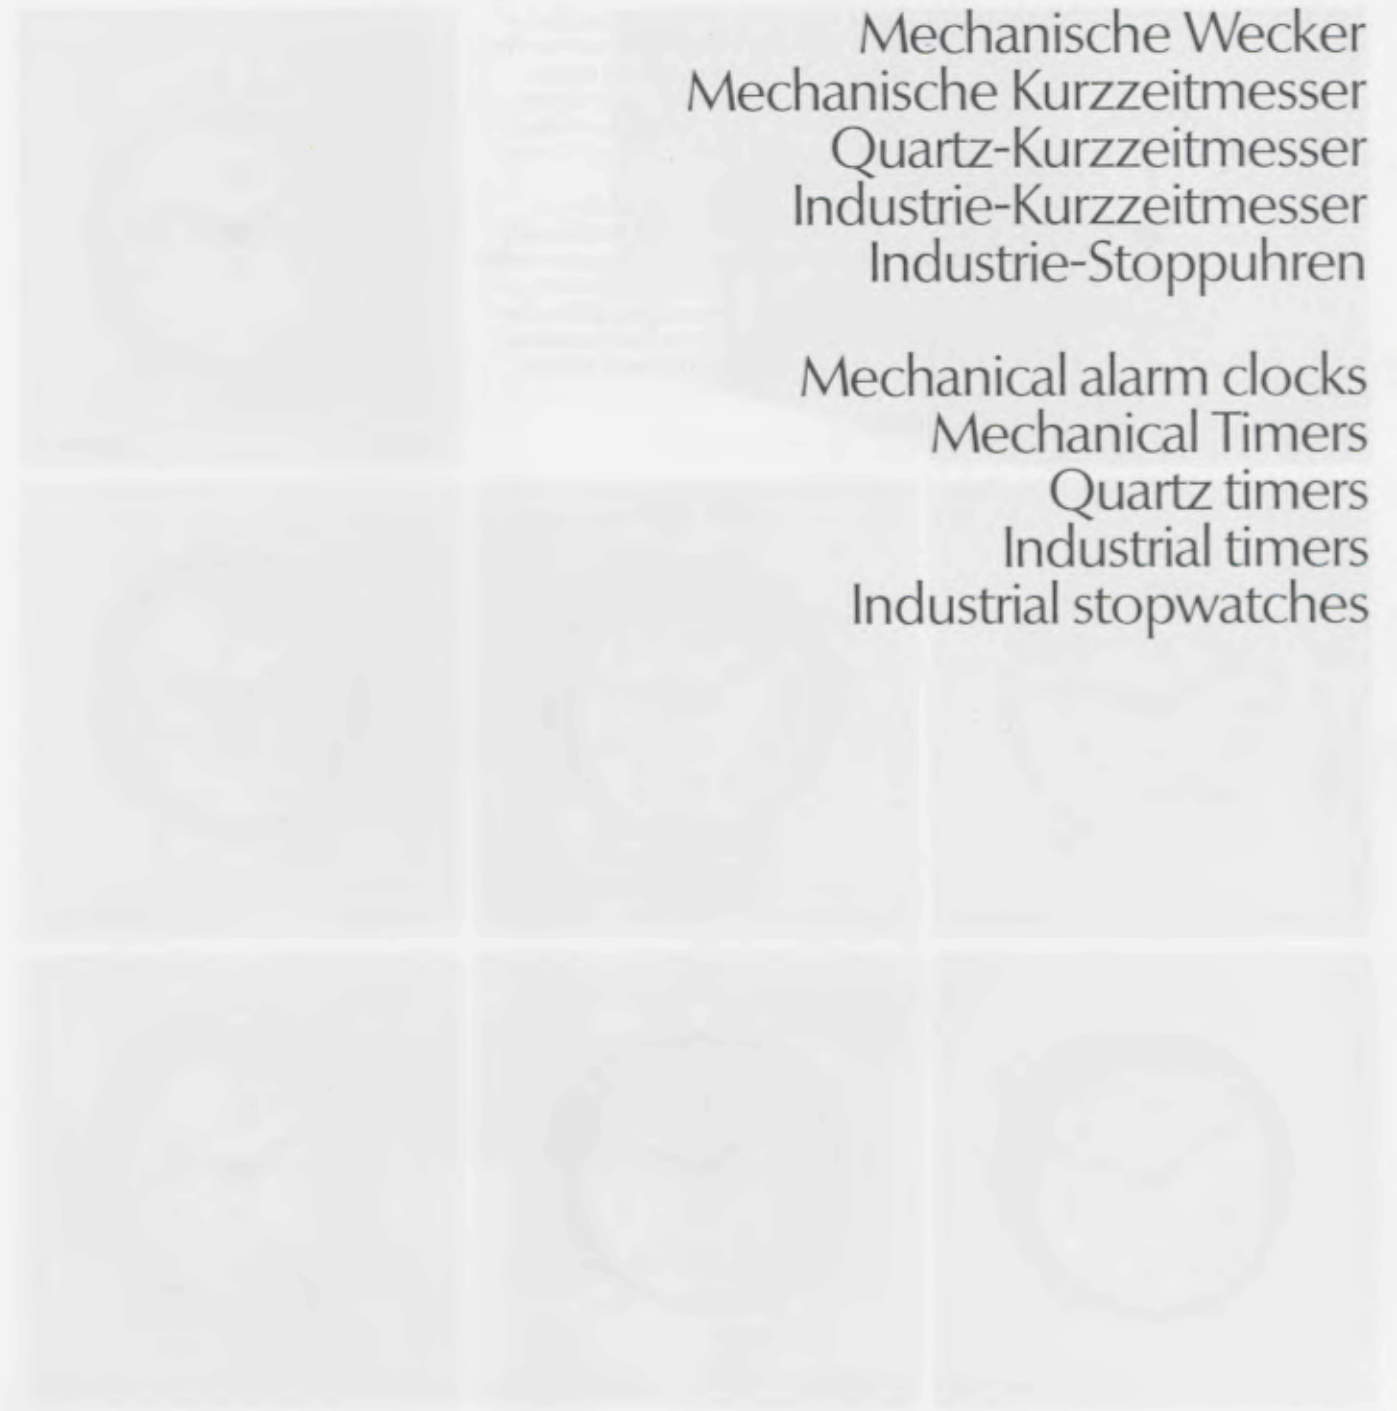 Mechanische Wecker
Mechanische Kurzzeitmesser
Quartz-Kurzzeitmesser
Industrie-Kurzzeitmesser
Industrie-Stoppuhren
Mechanical alarm clocks
Mechanical Timers
Quartz timers
Industrial timers
Industrial stopwatches